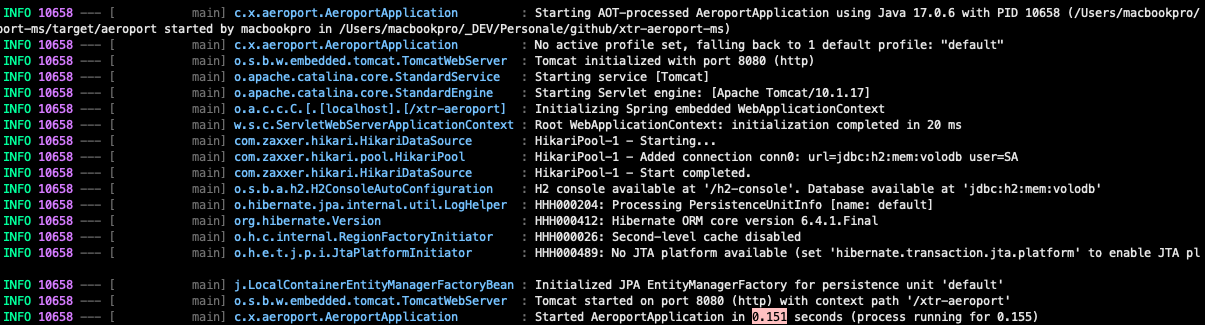 INFO 10658 --- [           main] c.x.aeroport.AeroportApplication         : Starting AOT-processed AeroportApplication using Java 17.0.6 with PID 10658 (/Users/macbookpro/
port-ms/target/aeroport started by macbookpro in /Users/macbookpro/_DEV/Personale/github/xtr-aeroport-ms)
INFO 10658 --- [           main] c.x.aeroport.AeroportApplication         : No active profile set, falling back to 1 default profile: "default"
INFO 10658 --- [           main] o.s.b.w.embedded.tomcat.TomcatWebServer  : Tomcat initialized with port 8080 (http)
INFO 10658 --- [           main] o.apache.catalina.core.StandardService   : Starting service [Tomcat]
INFO 10658 --- [           main] o.apache.catalina.core.StandardEngine    : Starting Servlet engine: [Apache Tomcat/10.1.17]
INFO 10658 --- [           main] o.a.c.c.C.[.[localhost].[/xtr-aeroport]  : Initializing Spring embedded WebApplicationContext
INFO 10658 --- [           main] w.s.c.ServletWebServerApplicationContext : Root WebApplicationContext: initialization completed in 20 ms
INFO 10658 --- [           main] com.zaxxer.hikari.HikariDataSource       : HikariPool-1 - Starting...
INFO 10658 --- [           main] com.zaxxer.hikari.pool.HikariPool        : HikariPool-1 - Added connection conn0: url=jdbc:h2:mem:volodb user=SA
INFO 10658 --- [           main] com.zaxxer.hikari.HikariDataSource       : HikariPool-1 - Start completed.
INFO 10658 --- [           main] o.s.b.a.h2.H2ConsoleAutoConfiguration    : H2 console available at '/h2-console'. Database available at 'jdbc:h2:mem:volodb'
INFO 10658 --- [           main] o.hibernate.jpa.internal.util.LogHelper  : HHH000204: Processing PersistenceUnitInfo [name: default]
INFO 10658 --- [           main] org.hibernate.Version                    : HHH000412: Hibernate ORM core version 6.4.1.Final
INFO 10658 --- [           main] o.h.c.internal.RegionFactoryInitiator    : HHH000026: Second-level cache disabled
INFO 10658 --- [           main] o.h.e.t.j.p.i.JtaPlatformInitiator       : HHH000489: No JTA platform available (set 'hibernate.transaction.jta.platform' to enable JTA pl
INFO 10658 --- [           main] j.LocalContainerEntityManagerFactoryBean : Initialized JPA EntityManagerFactory for persistence unit 'default'
INFO 10658 --- [           main] o.s.b.w.embedded.tomcat.TomcatWebServer  : Tomcat started on port 8080 (http) with context path '/xtr-aeroport'
INFO 10658 --- [           main] c.x.aeroport.AeroportApplication         : Started AeroportApplication in 0.151 seconds (process running for 0.155)